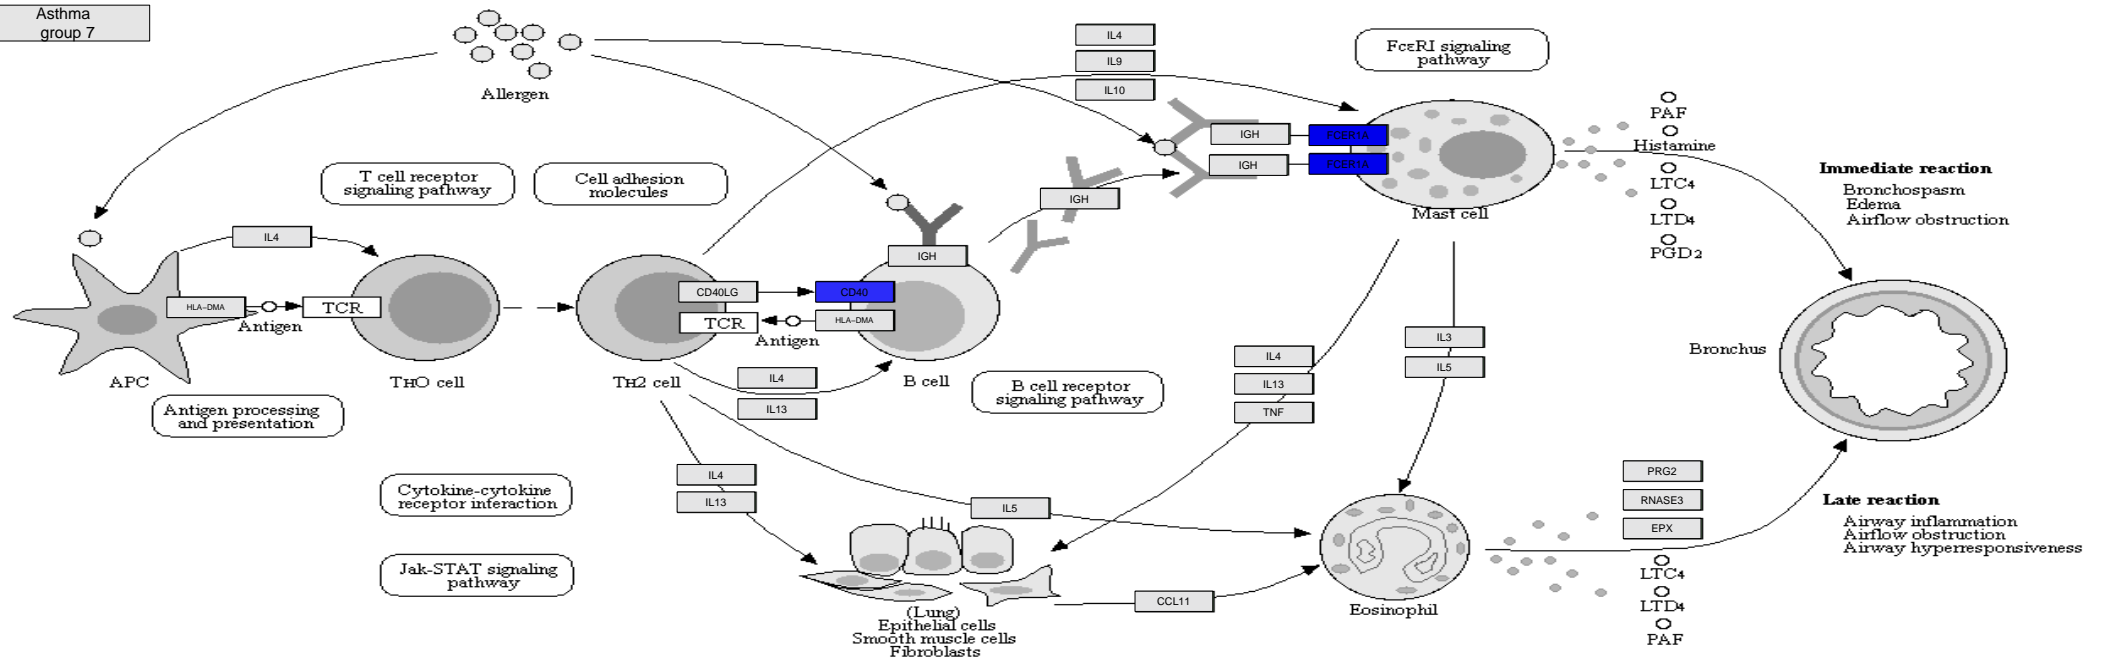 Asthma
group 7
Allergen
IL4
IL9
IL10
FcεRI signaling
pathway
T cell receptor
signaling pathway
Cell adhesion
molecules
IGH
FCER1A
IGH
FCER1A
IGH
Mast cell
PAF
Histamine
LTC4
LTD4
PGD2
Immediate reaction
Bronchospasm
Edema
Airflow obstruction
IL4
HLA−DMA
Antigen
TCR
APC
TH0 cell
Antigen processing
and presentation
IGH
CD40LG
CD40
TCR
HLA−DMA
Antigen
TH2 cell
B cell
IL4
IL13
B cell receptor
signaling pathway
IL4
IL13
TNF
IL3
IL5
Bronchus
IL4
IL13
IL5
Cytokine-cytokine
receptor interaction
Jak-STAT signaling
pathway
(Lung)
Epithelial cells
Smooth muscle cells
Fibroblasts
CCL11
Eosinophil
PRG2
RNASE3
EPX
LTC4
LTD4
PAF
Late reaction
Airway inflammation
Airflow obstruction
Airway hyperresponsiveness